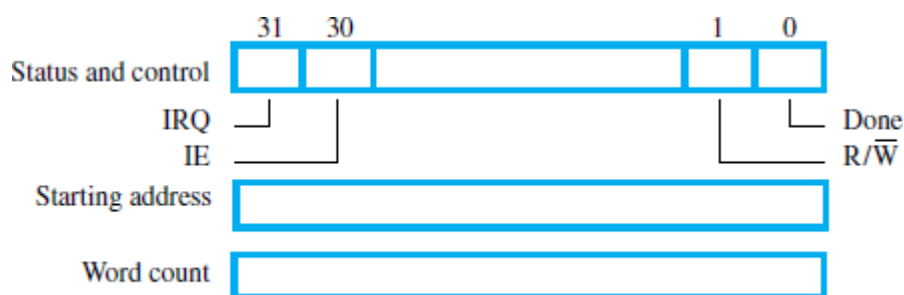 31 30 1 0
Status and control
IRQ Done
IE R/W̅
Starting address
Word count